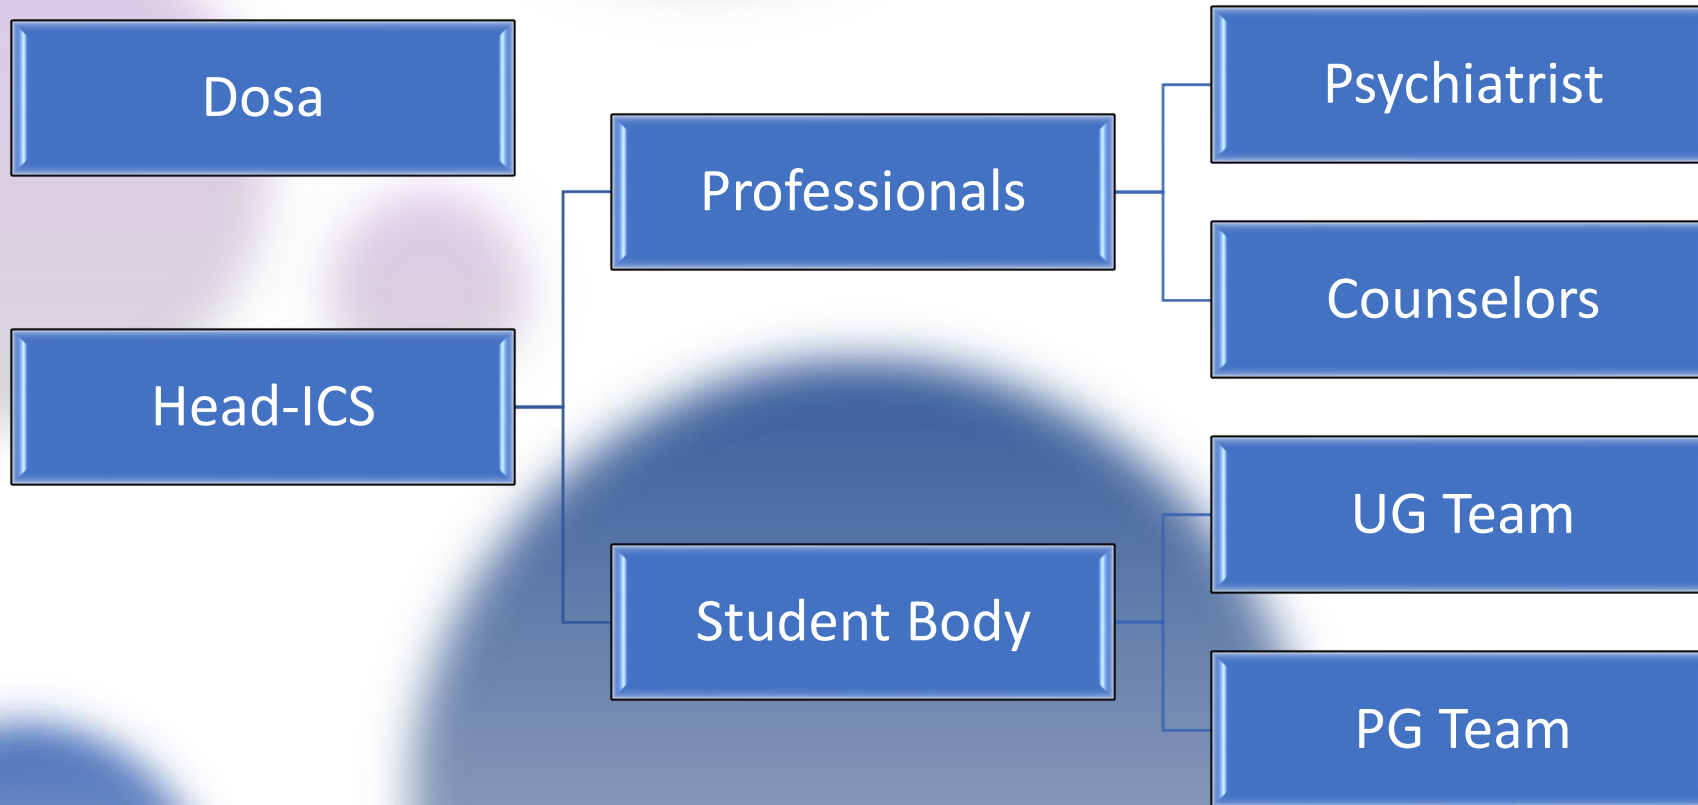 Dosa
Head-ICS
Professionals
Student Body
Psychiatrist
Counselors
UG Team
PG Team